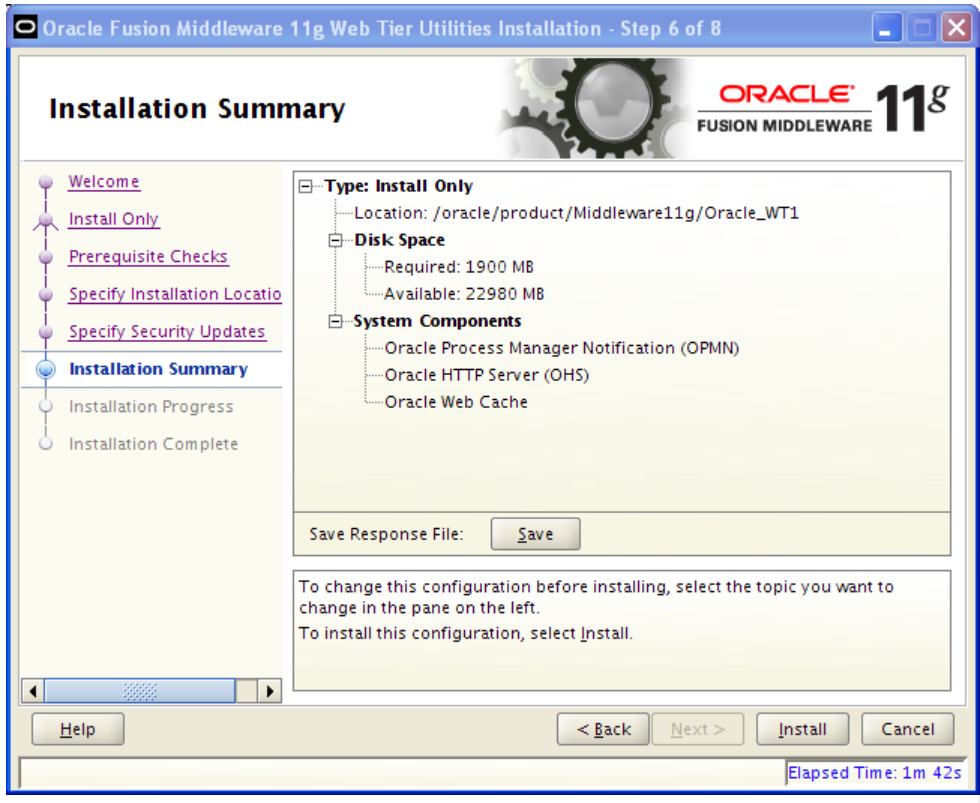 Oracle Fusion Middleware 11g Web Tier Utilities Installation - Step 6 of 8
Installation Summary
ORACLE
FUSION MIDDLEWARE 11g
Welcome
Install Only
Prerequisite Checks
Specify Installation Locatio
Specify Security Updates
Installation Summary
Installation Progress
Installation Complete
Type: Install Only
Location: /oracle/product/Middleware11g/Oracle_WT1
Disk Space
Required: 1900 MB
Available: 22980 MB
System Components
Oracle Process Manager Notification (OPMN)
Oracle HTTP Server (OHS)
Oracle Web Cache
Save Response File: Save
To change this configuration before installing, select the topic you want to
change in the pane on the left.
To install this configuration, select Install.
Help < Back Next > Install Cancel
Elapsed Time: 1m 42s